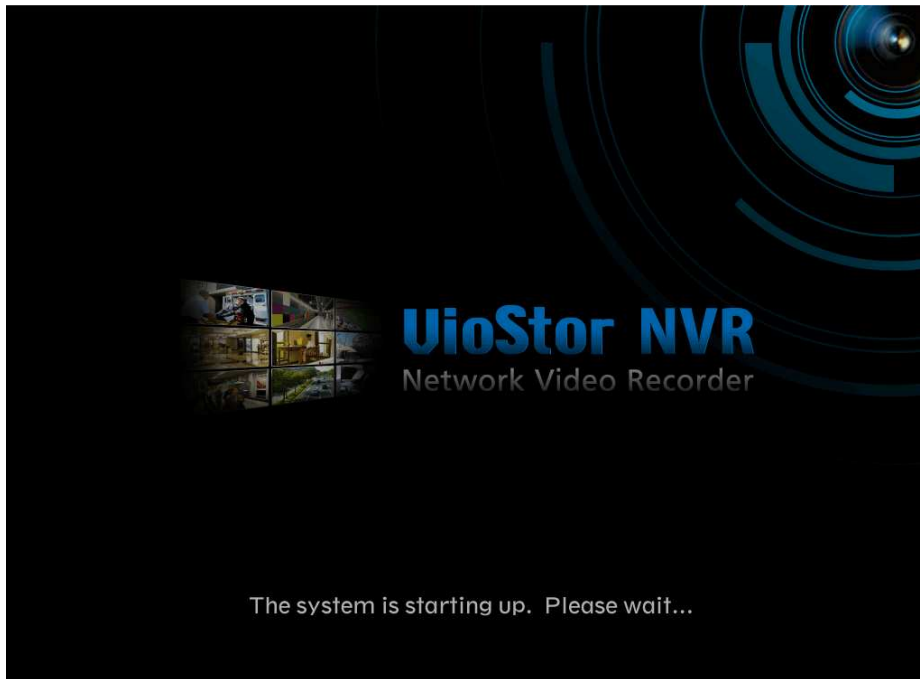 VioStor NVR
Network Video Recorder
The system is starting up.  Please wait...